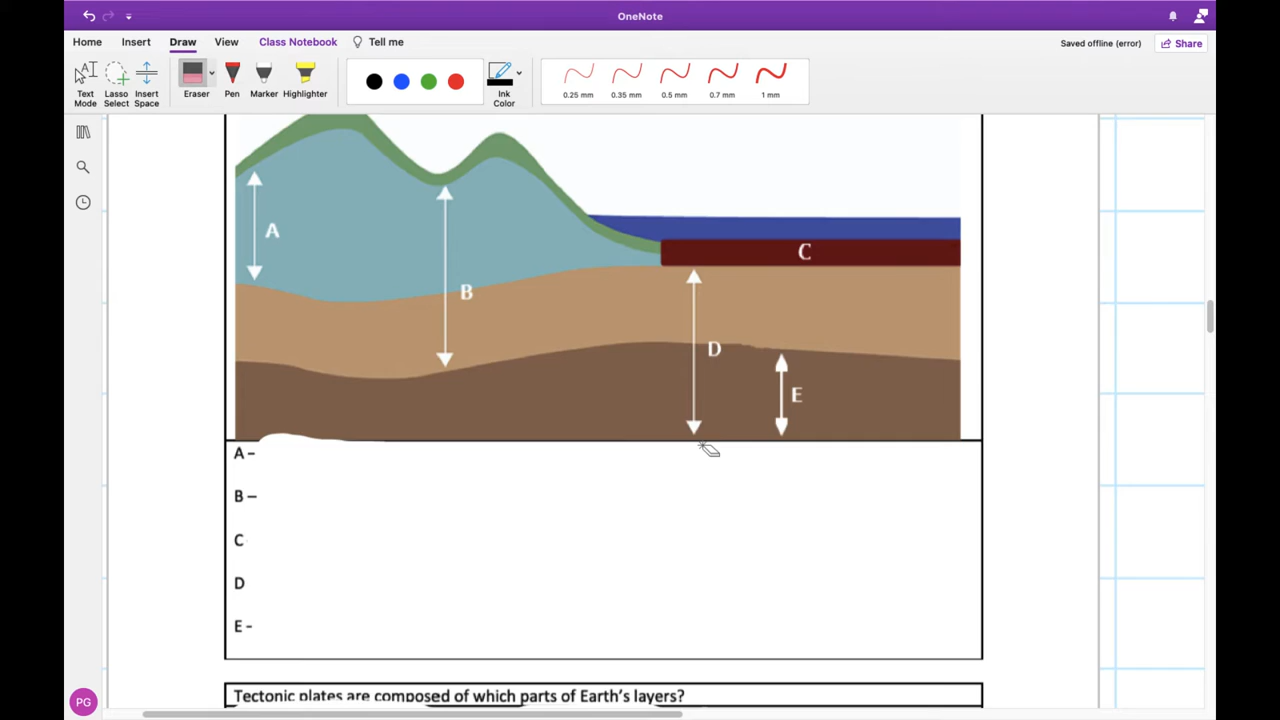 OneNote
Home Insert Draw View Class Notebook Tell me
Saved offline (error) Share
Text Mode
Lasso Select
Insert Space
Eraser
Pen
Marker
Highlighter
Ink Color
0.25 mm 0.35 mm 0.5 mm 0.7 mm 1 mm
A
B
C
D
E
A –
B –
C
D
E -
Tectonic plates are composed of which parts of Earth's layers?
PG